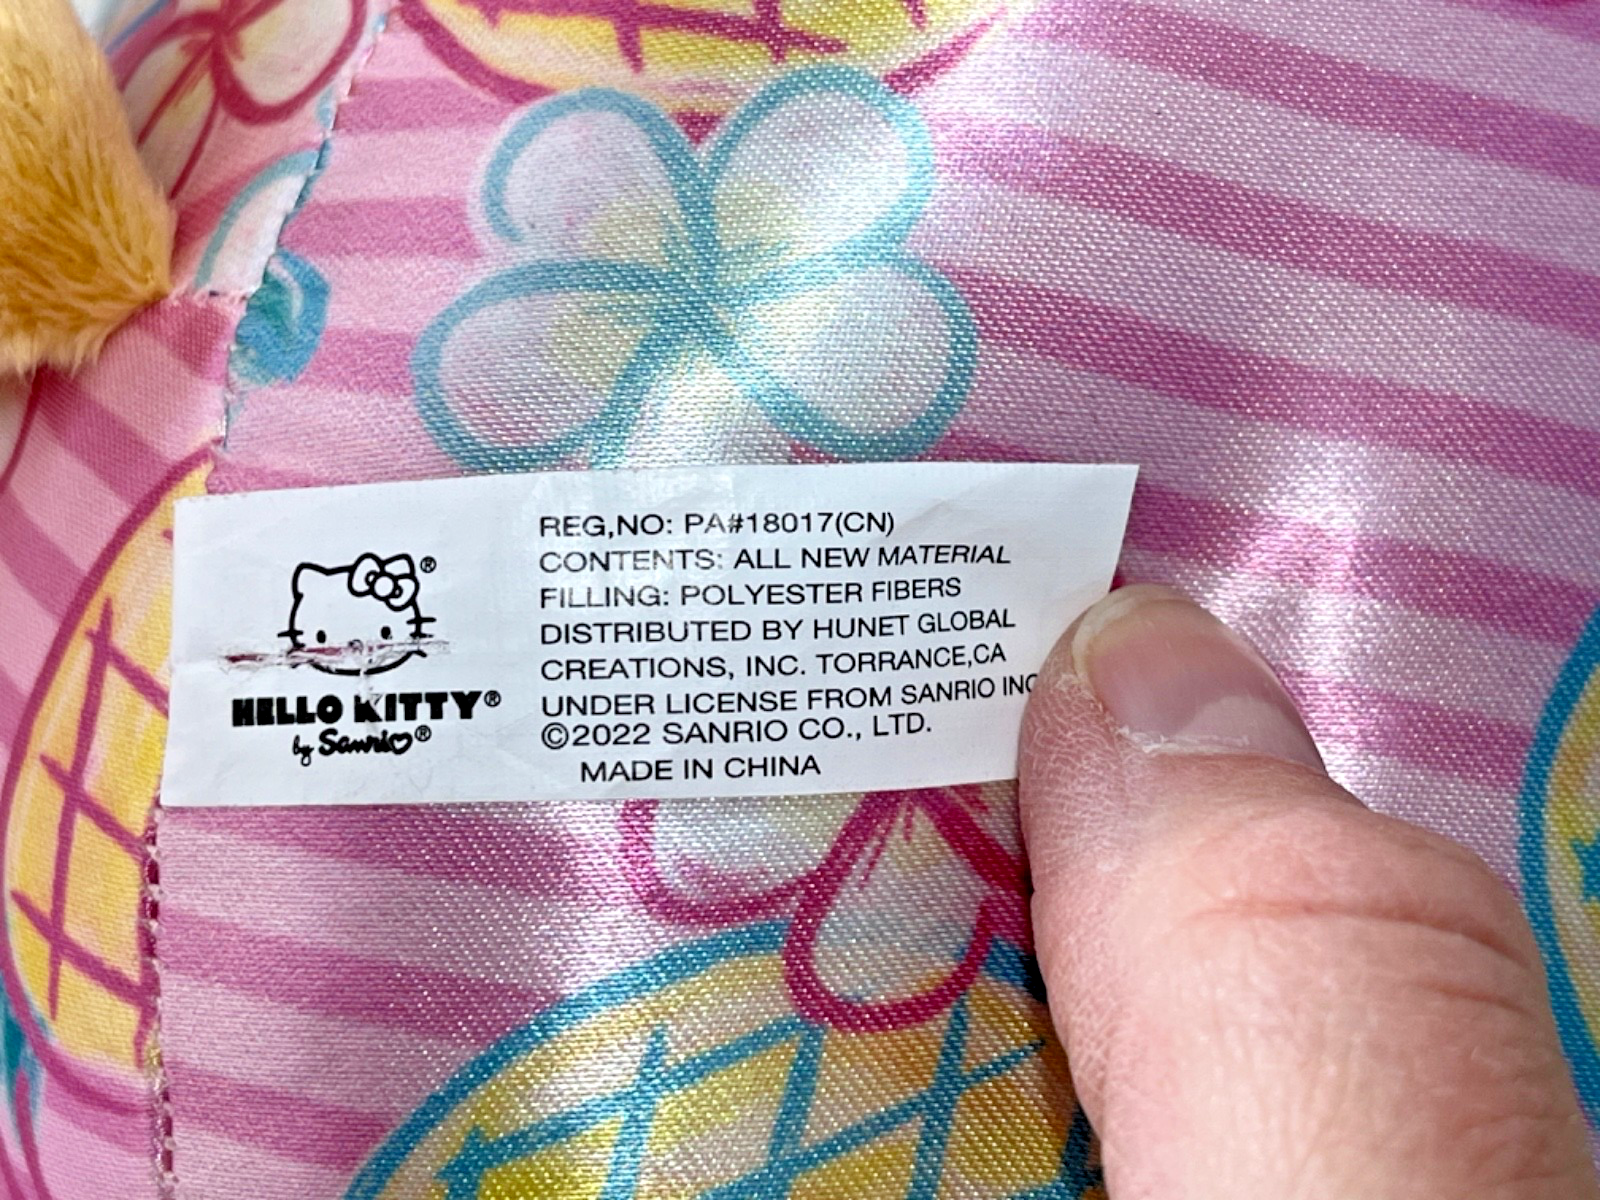 HELLO KITTY®
by Sanrio®
REG,NO: PA#18017(CN)
CONTENTS: ALL NEW MATERIAL
FILLING: POLYESTER FIBERS
DISTRIBUTED BY HUNET GLOBAL
CREATIONS, INC. TORRANCE,CA
UNDER LICENSE FROM SANRIO INC
©2022 SANRIO CO., LTD.
MADE IN CHINA